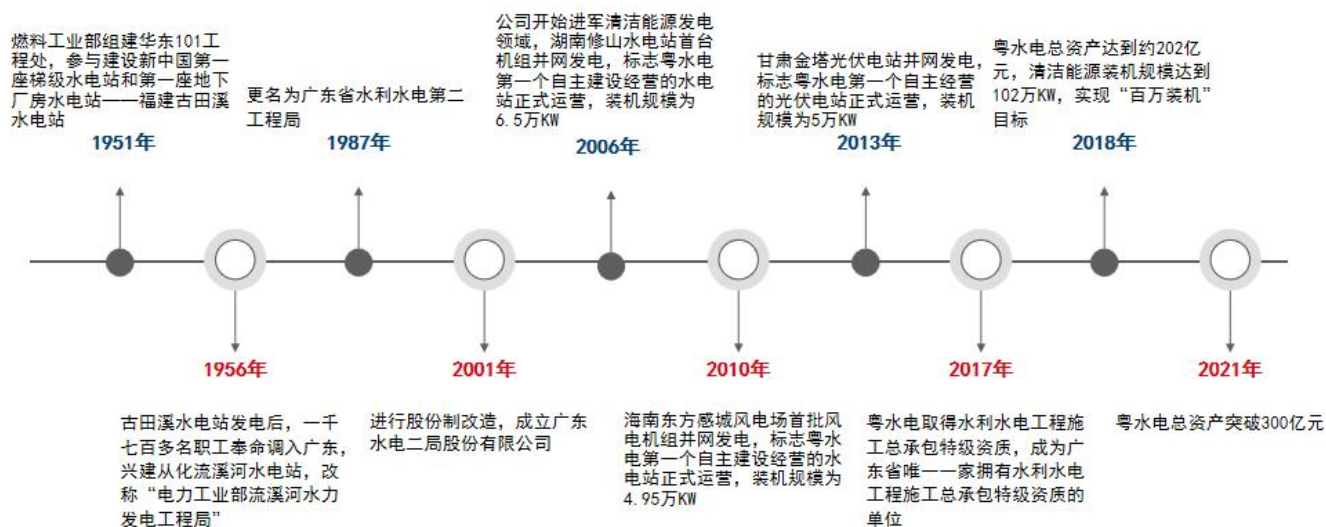 燃料工业部组建华东101工
程处，参与建设新中国第一
座梯级水电站和第一座地下
厂房水电站——福建古田溪
水电站
1951年
更名为广东省水利水电第二
工程局
1987年
公司开始进军清洁能源发电
领域，湖南修山水电站首台
机组并网发电，标志粤水电
第一个自主建设经营的水电
站正式运营，装机规模为
6.5万KW
2006年
甘肃金塔光伏电站并网发电，
标志粤水电第一个自主经营
的光伏电站正式运营，装机
规模为5万KW
2013年
粤水电总资产达到约202亿
元，清洁能源装机规模达到
102万KW，实现“百万装机”
目标
2018年
1956年
古田溪水电站发电后，一千
七百多名职工奉命调入广东，
兴建从化流溪河水电站，改
称“电力工业部流溪河水力
发电工程局”
2001年
进行股份制改造，成立广东
水电二局股份有限公司
2010年
海南东方感城风电场首批风
电机组并网发电，标志粤水
电第一个自主建设经营的水
电站正式运营，装机规模为
4.95万KW
2017年
粤水电取得水利水电工程施
工总承包特级资质，成为广
东省唯一一家拥有水利水电
工程施工总承包特级资质的
单位
2021年
粤水电总资产突破300亿元